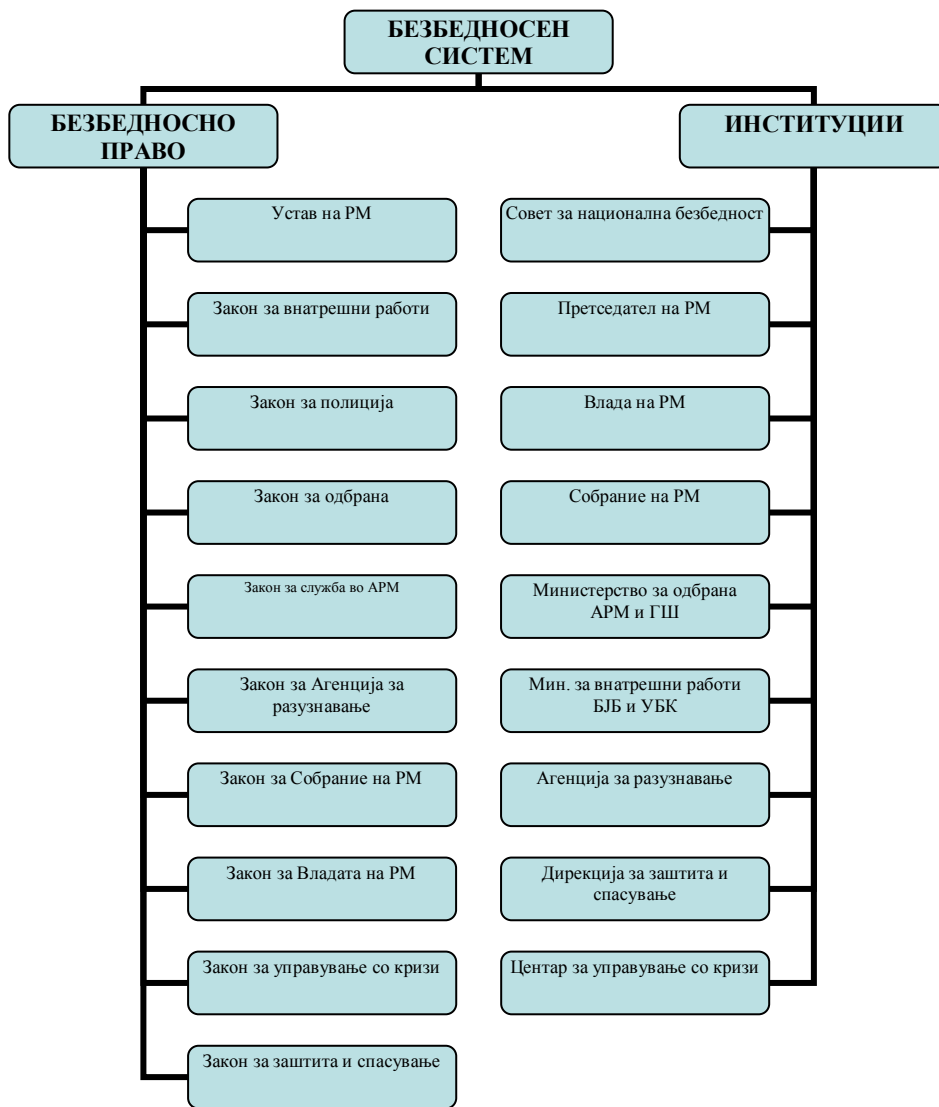 БЕЗБЕДНОСЕН
СИСТЕМ
БЕЗБЕДНОСНО
ПРАВО
Устав на РМ
Закон за внатрешни работи
Закон за полиција
Закон за одбрана
Закон за служба во АРМ
Закон за Агенција за
разузнавање
Закон за Собрание на РМ
Закон за Владата на РМ
Закон за управување со кризи
Закон за заштита и спасување
ИНСТИТУЦИИ
Совет за национална безбедност
Претседател на РМ
Влада на РМ
Собрание на РМ
Министерство за одбрана
АРМ и ГШ
Мин. за внатрешни работи
БЈБ и УБК
Агенција за разузнавање
Дирекција за заштита и
спасување
Центар за управување со кризи